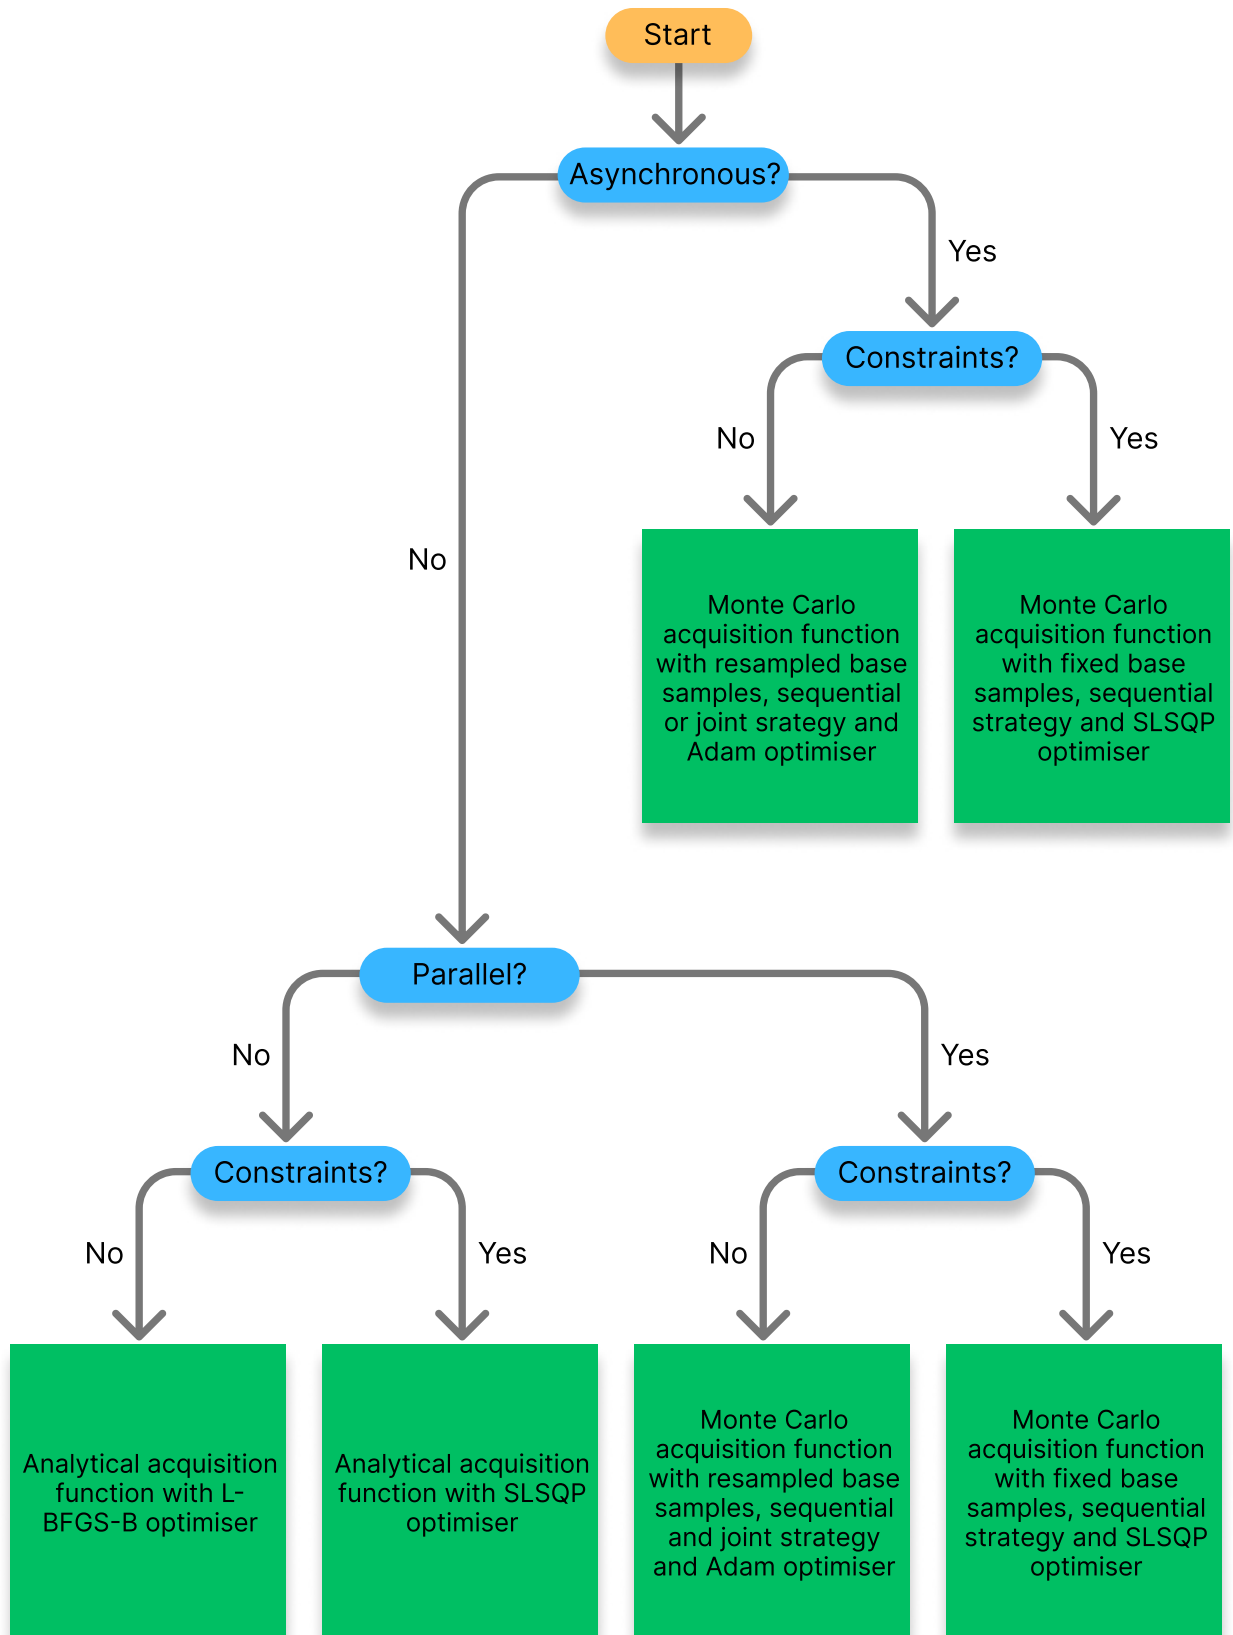 Start
Asynchronous?
Yes
Constraints?
No
Yes
No
Monte Carlo
acquisition function
with resampled base
samples, sequential
or joint srategy and
Adam optimiser
Monte Carlo
acquisition function
with fixed base
samples, sequential
strategy and SLSQP
optimiser
Parallel?
No
Yes
Constraints?
Constraints?
No
Yes
No
Yes
Analytical acquisition
function with L-
BFGS-B optimiser
Analytical acquisition
function with SLSQP
optimiser
Monte Carlo
acquisition function
with resampled base
samples, sequential
and joint strategy
and Adam optimiser
Monte Carlo
acquisition function
with fixed base
samples, sequential
strategy and SLSQP
optimiser